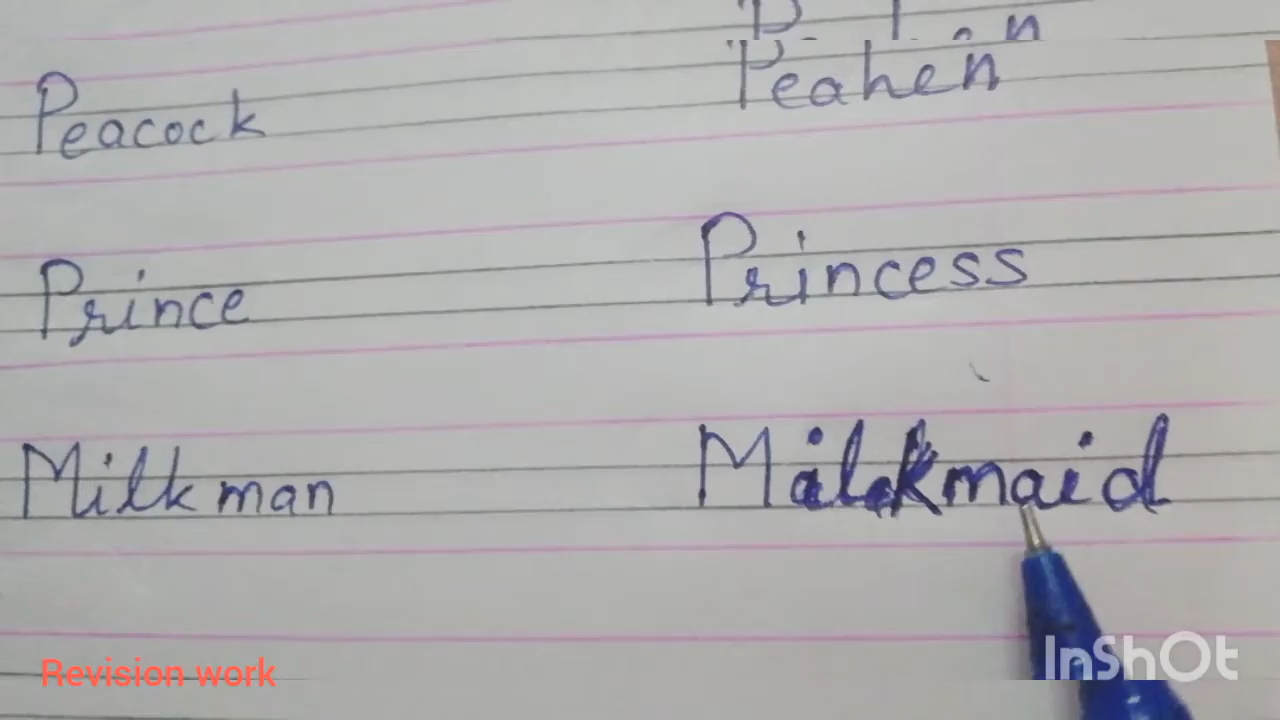 Peacock Peahen
Prince Princess
Milkman Milkmaid
Revision work
InShOt